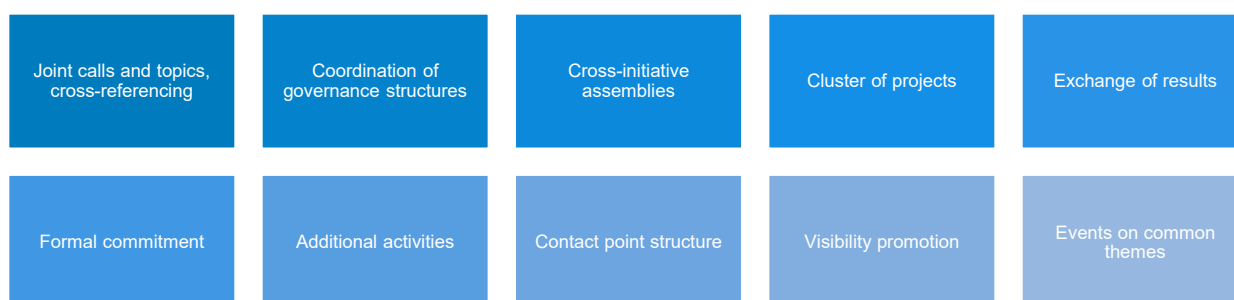 Joint calls and topics,
cross-referencing
Coordination of
governance structures
Cross-initiative
assemblies
Cluster of projects
Exchange of results
Formal commitment
Additional activities
Contact point structure
Visibility promotion
Events on common
themes